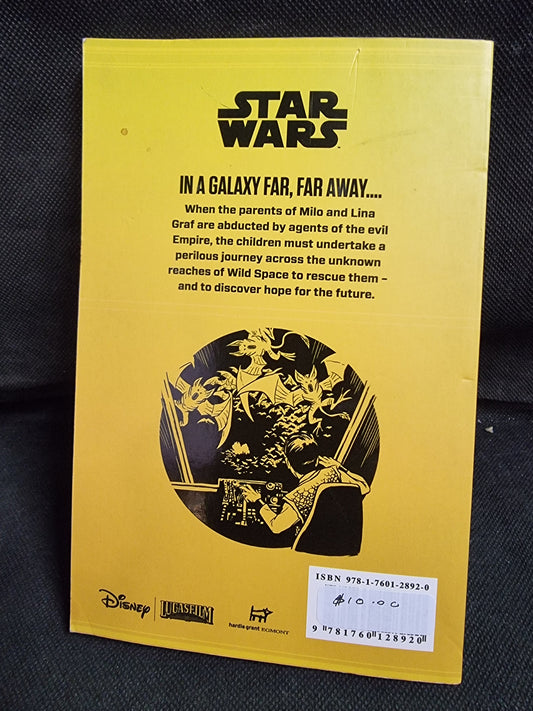 STAR
WARS
IN A GALAXY FAR, FAR AWAY....
When the parents of Milo and Lina
Graf are abducted by agents of the evil
Empire, the children must undertake a
perilous journey across the unknown
reaches of Wild Space to rescue them –
and to discover hope for the future.
ISBN 978-1-7601-2892-0
$10.00
9 781760 128920
Disney
LUCASFILM
hardie grant EGMONT